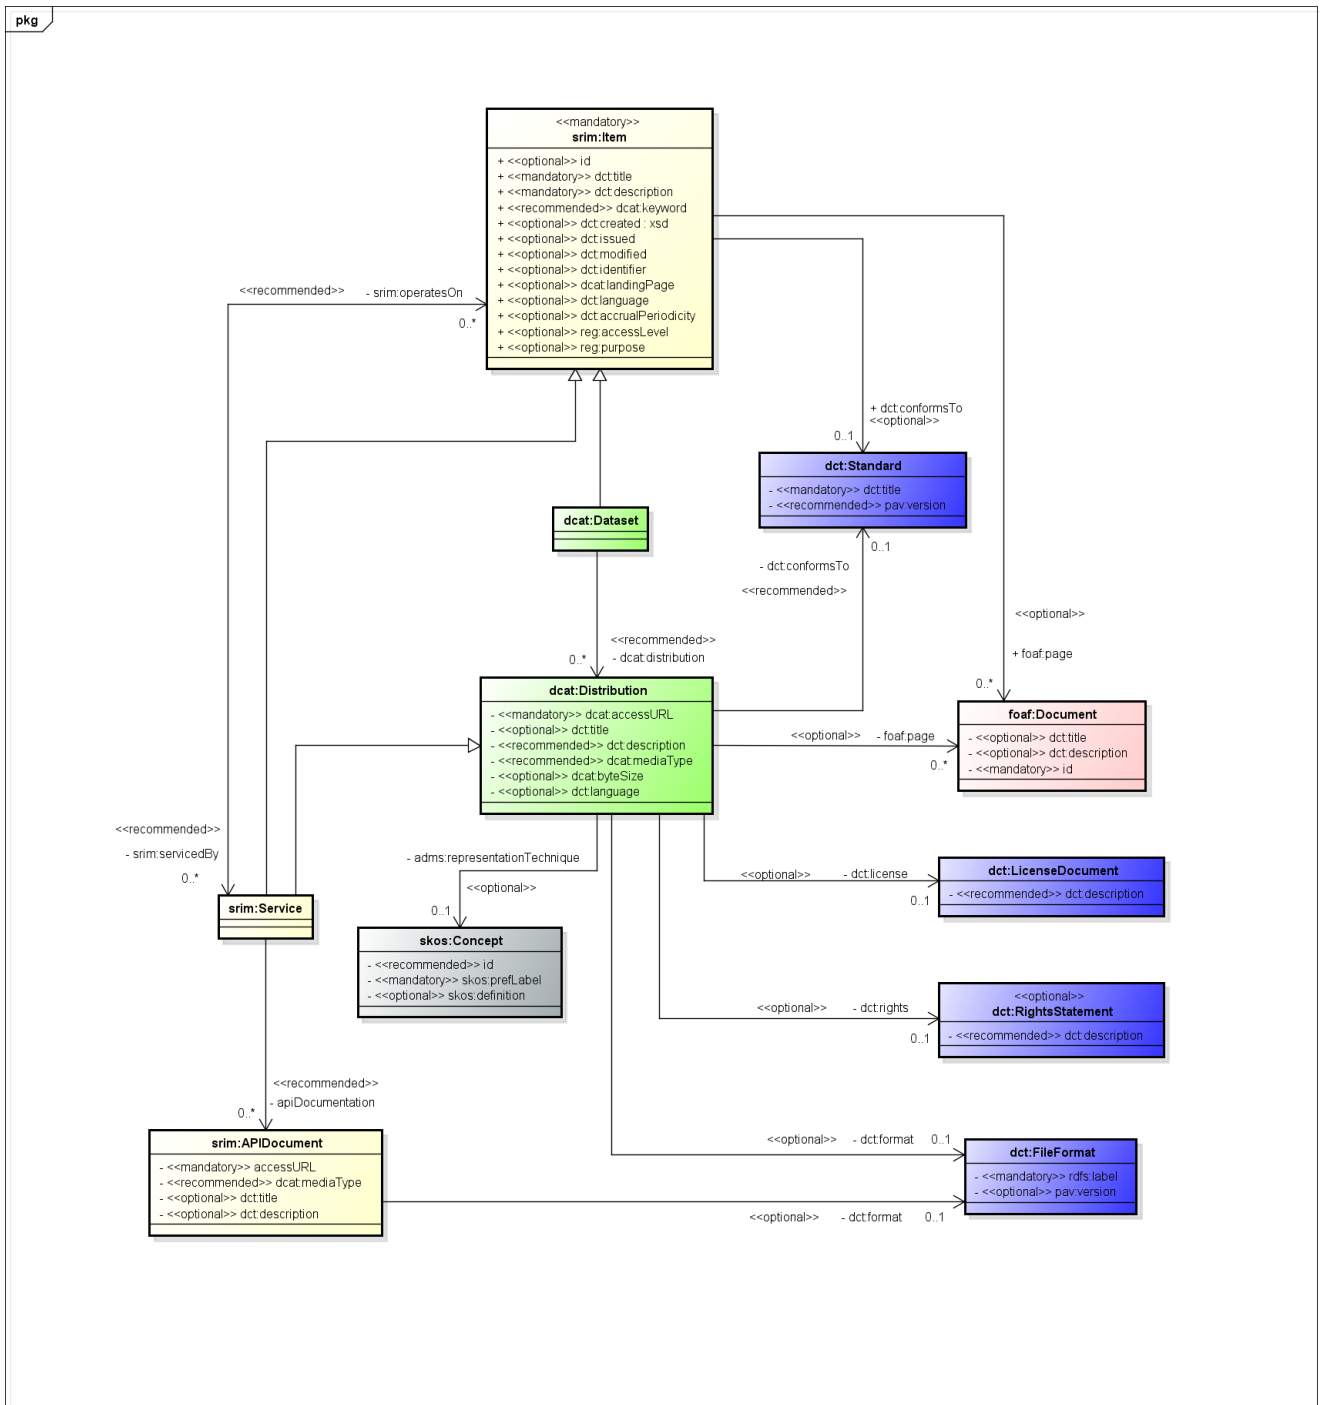 pkg
<<mandatory>>
srim:Item
+ <<optional>> id
+ <<mandatory>> dct:title
+ <<mandatory>> dct:description
+ <<recommended>> dcat:keyword
+ <<optional>> dct:created : xsd
+ <<optional>> dct:issued
+ <<optional>> dct:modified
+ <<optional>> dct:identifier
+ <<optional>> dcat:landingPage
+ <<optional>> dct:language
+ <<optional>> dct:accrualPeriodicity
+ <<optional>> reg:accessLevel
+ <<optional>> reg:purpose
<<recommended>>
- srim:operatesOn
0..*
+ dct:conformsTo
<<optional>>
0..1
dct:Standard
- <<mandatory>> dct:title
- <<recommended>> pav:version
dcat:Dataset
0..1
- dct:conformsTo
<<recommended>>
<<optional>>
+ foaf:page
0..*
<<recommended>>
- dcat:distribution
0..*
dcat:Distribution
- <<mandatory>> dcat:accessURL
- <<optional>> dct:title
- <<recommended>> dct:description
- <<recommended>> dcat:mediaType
- <<optional>> dcat:byteSize
- <<optional>> dct:language
<<optional>>
- foaf:page
0..*
foaf:Document
- <<optional>> dct:title
- <<optional>> dct:description
- <<mandatory>> id
<<recommended>>
- srim:servicedBy
0..*
srim:Service
- adms:representationTechnique
<<optional>>
0..1
skos:Concept
- <<recommended>> id
- <<mandatory>> skos:prefLabel
- <<optional>> skos:definition
<<optional>>
- dct:license
0..1
dct:LicenseDocument
- <<recommended>> dct:description
<<optional>>
- dct:rights
0..1
<<optional>>
dct:RightsStatement
- <<recommended>> dct:description
<<recommended>>
- apiDocumentation
0..*
srim:APIDocument
- <<mandatory>> accessURL
- <<recommended>> dcat:mediaType
- <<optional>> dct:title
- <<optional>> dct:description
<<optional>>
- dct:format
0..1
dct:FileFormat
- <<mandatory>> rdfs:label
- <<optional>> pav:version
<<optional>>
- dct:format
0..1